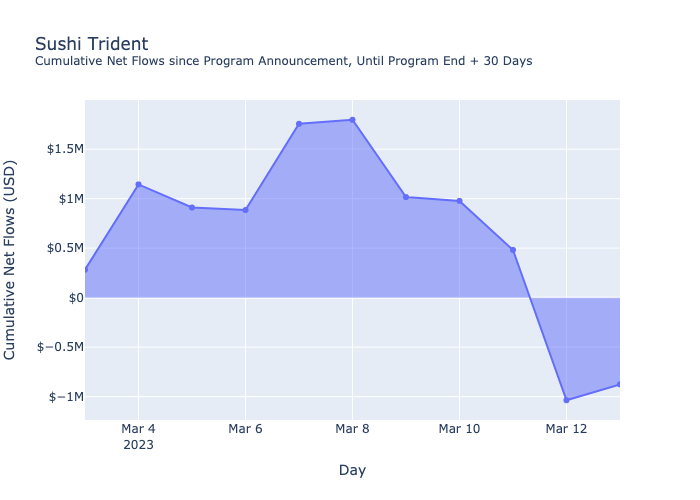 Sushi Trident
Cumulative Net Flows since Program Announcement, Until Program End + 30 Days
Cumulative Net Flows (USD)
$1.5M
$1M
$0.5M
$0
$−0.5M
$−1M
Mar 4
2023
Mar 6
Mar 8
Mar 10
Mar 12
Day